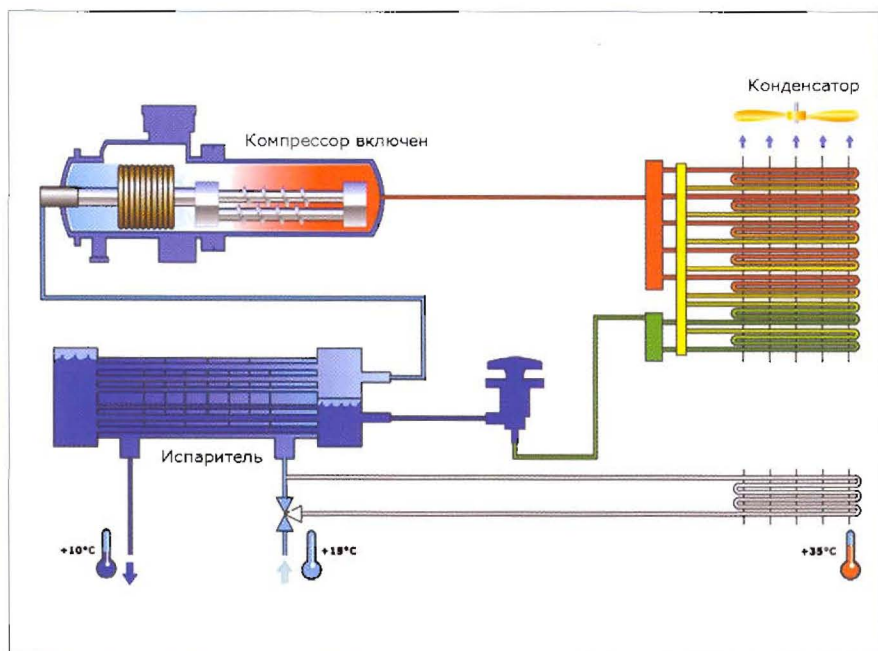 Конденсатор
Компрессор включен
Испаритель
+10°C
+15°C
+35°C